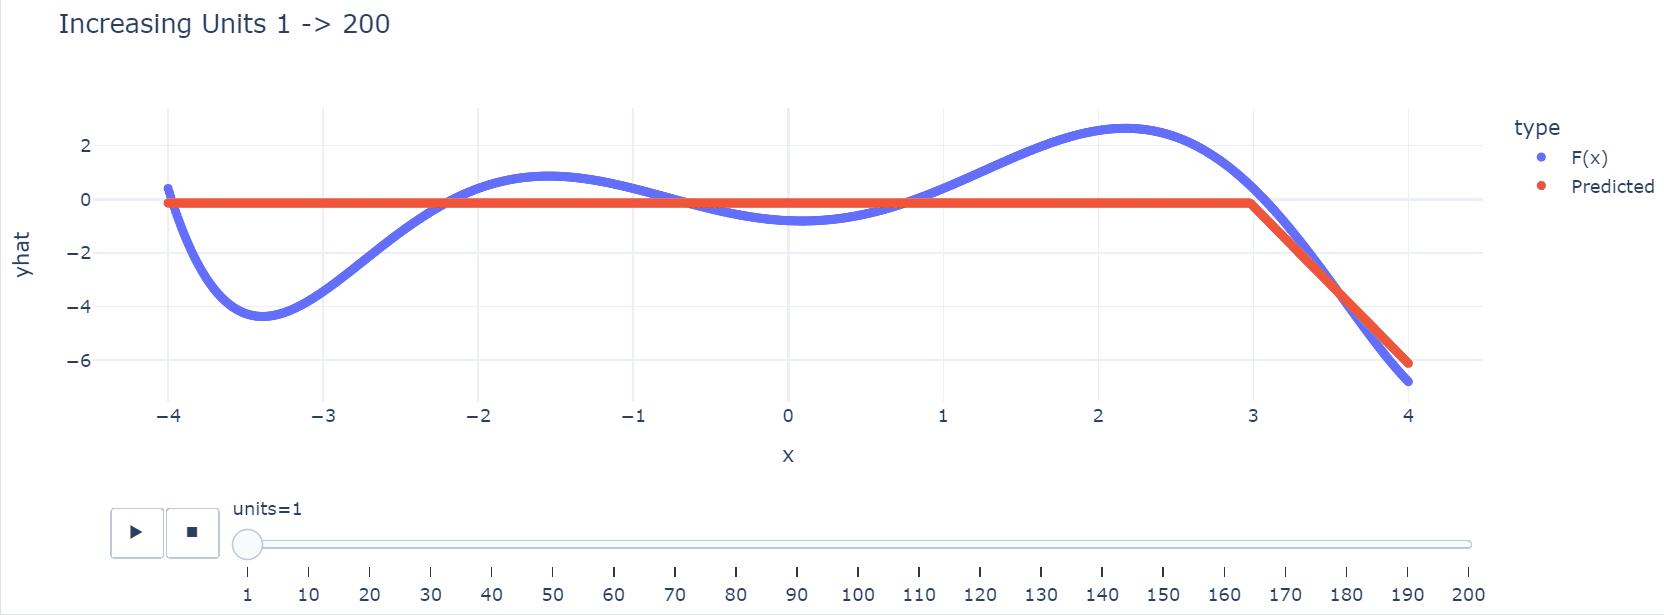 Increasing Units 1 -> 200
type
F(x)
Predicted
2
0
−2
−4
−6
yhat
−4 −3 −2 −1 0 1 2 3 4
x
units=1
1 10 20 30 40 50 60 70 80 90 100 110 120 130 140 150 160 170 180 190 200